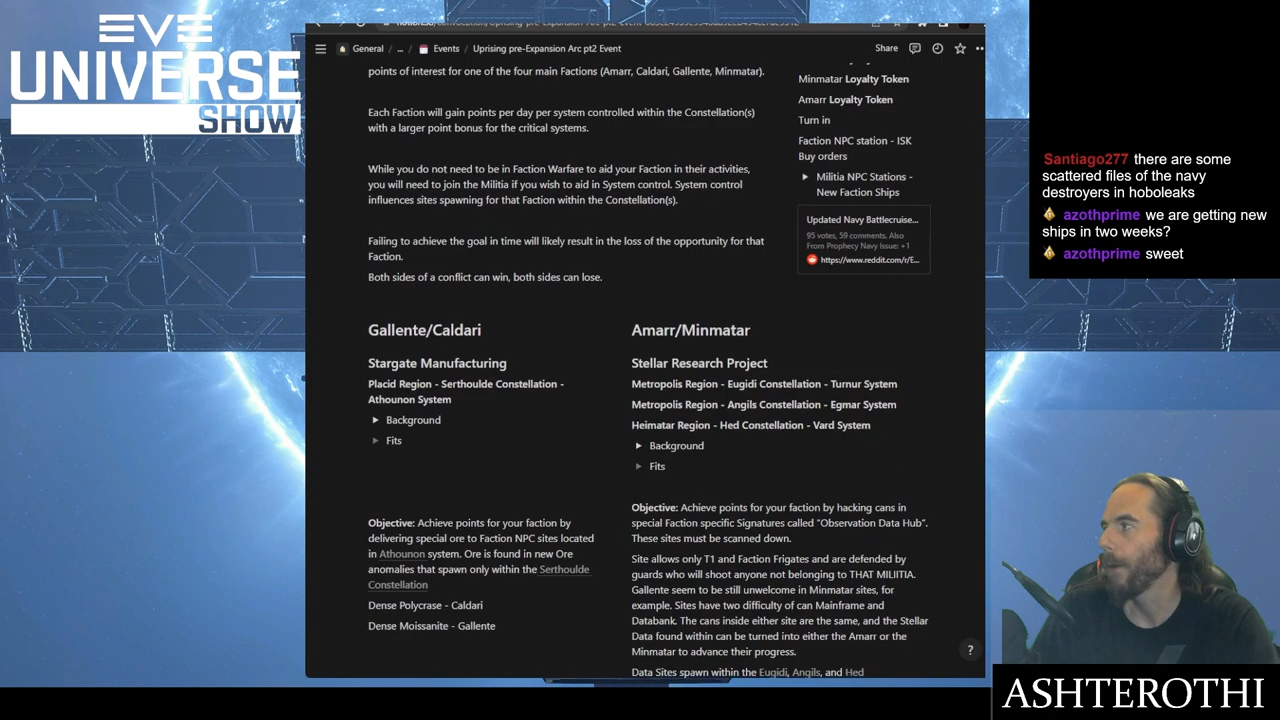 EVE
UNIVERSE
SHOW
General / ... / Events / Uprising pre-Expansion Arc pt2 Event
Share
points of interest for one of the four main Factions (Amarr, Caldari, Gallente, Minmatar).
Each Faction will gain points per day per system controlled within the Constellation(s)
with a larger point bonus for the critical systems.
While you do not need to be in Faction Warfare to aid your Faction in their activities,
you will need to join the Militia if you wish to aid in System control. System control
influences sites spawning for that Faction within the Constellation(s).
Failing to achieve the goal in time will likely result in the loss of the opportunity for that
Faction.
Both sides of a conflict can win, both sides can lose.
Minmatar Loyalty Token
Amarr Loyalty Token
Turn in
Faction NPC station - ISK
Buy orders
Militia NPC Stations -
New Faction Ships
Updated Navy Battlecruise...
95 votes, 59 comments. Also
From Prophecy Navy Issue: +1
https://www.reddit.com/r/E...
Gallente/Caldari
Stargate Manufacturing
Placid Region - Serthoulde Constellation -
Athounon System
Background
Fits
Objective: Achieve points for your faction by
delivering special ore to Faction NPC sites located
in Athounon system. Ore is found in new Ore
anomalies that spawn only within the Serthoulde
Constellation
Dense Polycrase - Caldari
Dense Moissanite - Gallente
Amarr/Minmatar
Stellar Research Project
Metropolis Region - Eugidi Constellation - Turnur System
Metropolis Region - Angils Constellation - Egmar System
Heimatar Region - Hed Constellation - Vard System
Background
Fits
Objective: Achieve points for your faction by hacking cans in
special Faction specific Signatures called "Observation Data Hub".
These sites must be scanned down.
Site allows only T1 and Faction Frigates and are defended by
guards who will shoot anyone not belonging to THAT MILIITIA.
Gallente seem to be still unwelcome in Minmatar sites, for
example. Sites have two difficulty of can Mainframe and
Databank. The cans inside either site are the same, and the Stellar
Data found within can be turned into either the Amarr or the
Minmatar to advance their progress.
Data Sites spawn within the Eugidi, Angils, and Hed
?
Santiago277 there are some
scattered files of the navy
destroyers in hoboleaks
azothprime we are getting new
ships in two weeks?
azothprime sweet
ASHTEROTHI